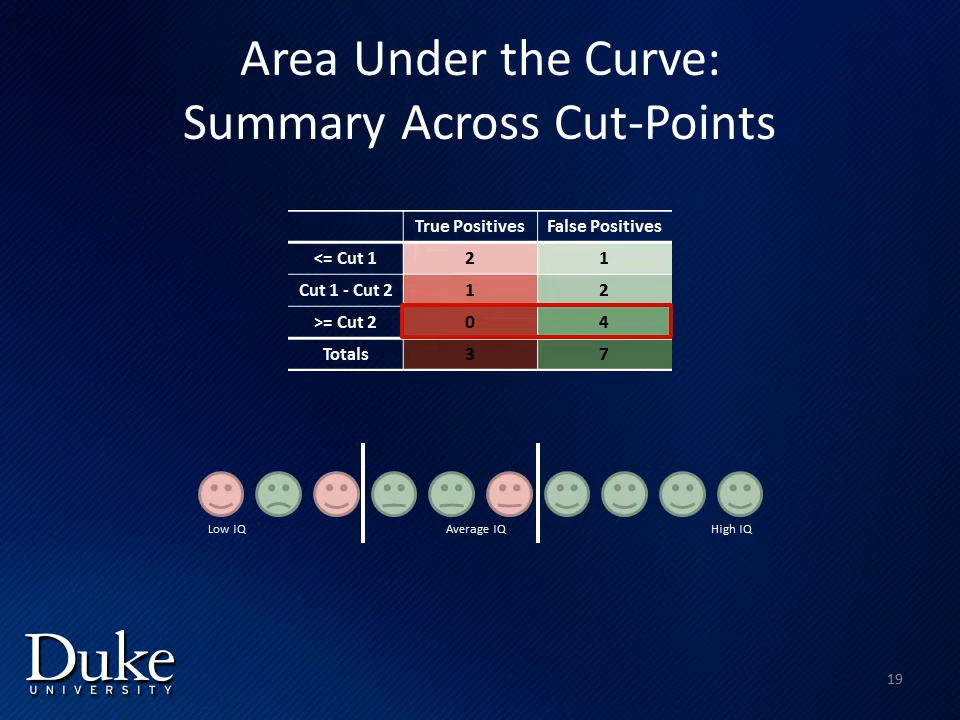 Area Under the Curve:
Summary Across Cut-Points
True Positives False Positives
<= Cut 1 2 1
Cut 1 - Cut 2 1 2
>= Cut 2 0 4
Totals 3 7
Low IQ Average IQ High IQ
Duke
UNIVERSITY
19